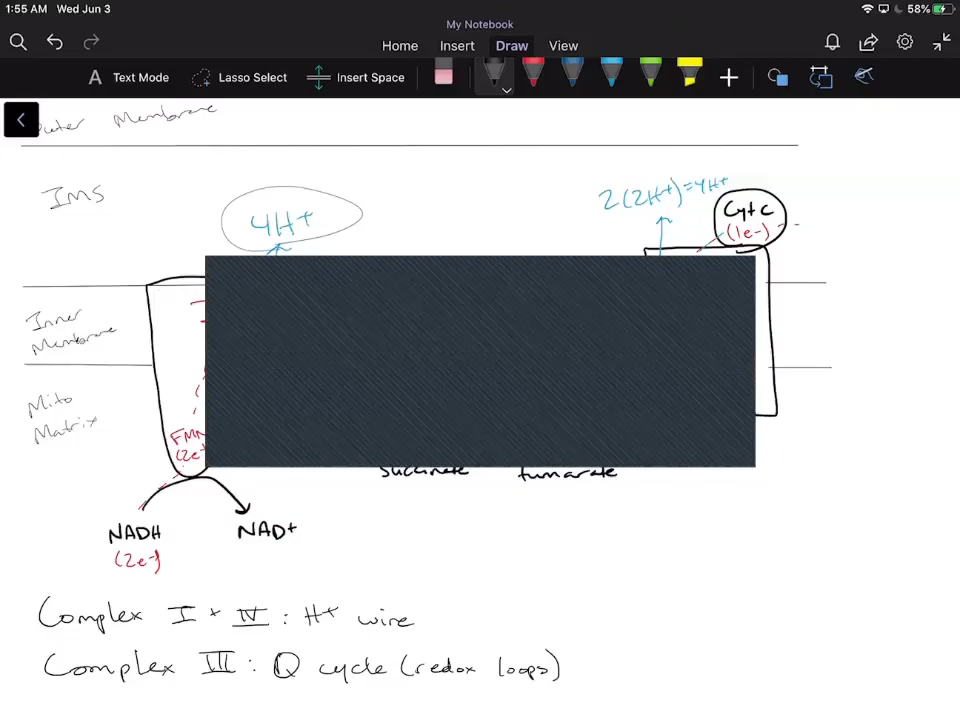 1:55 AM Wed Jun 3
58%
My Notebook
Home Insert Draw View
Text Mode Lasso Select Insert Space
Outer Membrane
IMS
4H+
2(2H+)=4H+
Cyt C
(1e-)
Inner
Membrane
Mito
Matrix
FMN
(2e-
succinate fumarate
NADH NAD+
(2e-)
Complex I + IV : H+ wire
Complex III : Q cycle (redox loops)